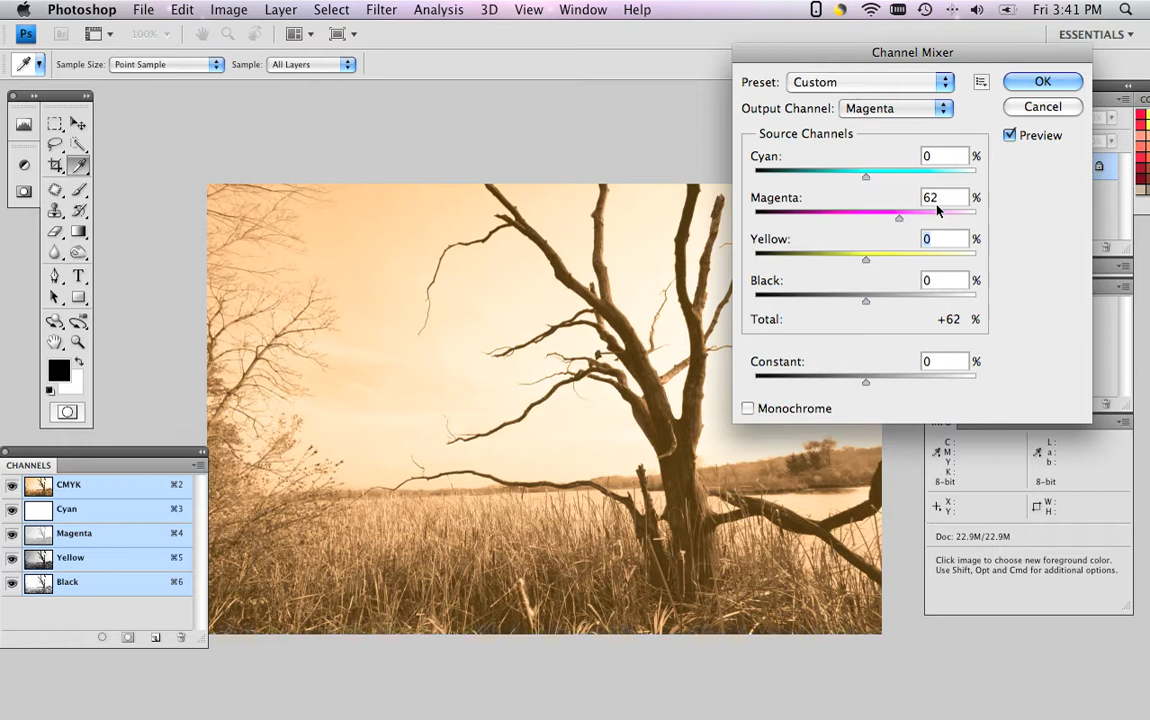 Photoshop File Edit Image Layer Select Filter Analysis 3D View Window Help Fri 3:41 PM
Ps Br 100% ESSENTIALS
Sample Size: Point Sample Sample: All Layers
Channel Mixer
Preset: Custom OK
Output Channel: Magenta Cancel
Source Channels Preview
Cyan: 0 %
Magenta: 62 %
Yellow: 0 %
Black: 0 %
Total: +62 %
Constant: 0 %
Monochrome
CHANNELS
CMYK ⌘2
Cyan ⌘3
Magenta ⌘4
Yellow ⌘5
Black ⌘6
INFO
C : L :
M : a :
Y : b :
K :
8-bit 8-bit
X : W :
Y : H :
Doc: 22.9M/22.9M
Click image to choose new foreground color.
Use Shift, Opt and Cmd for additional options.